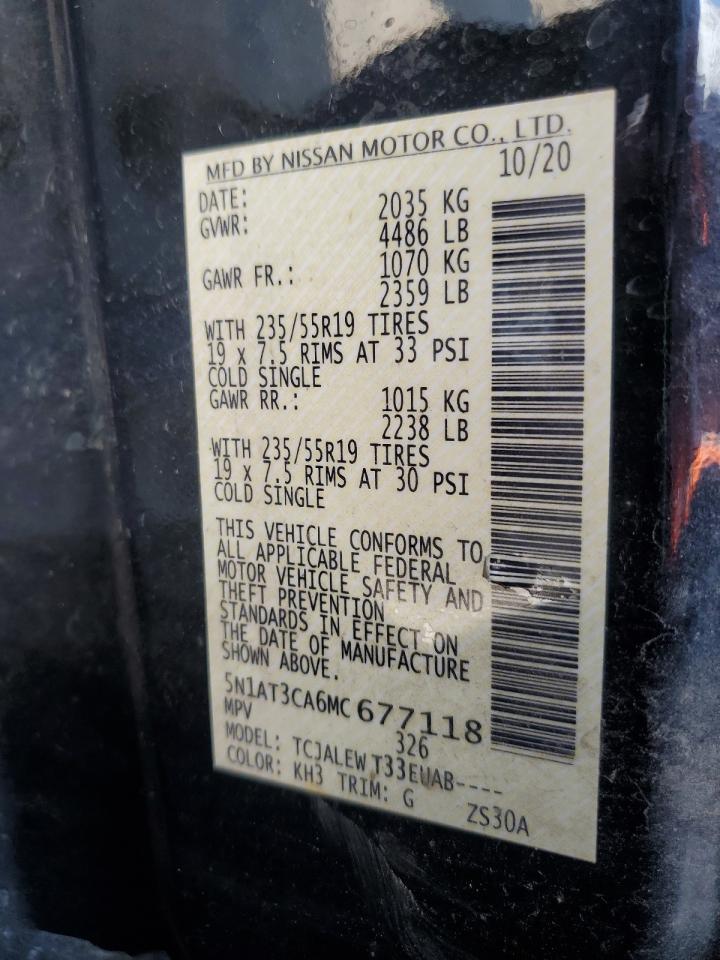 MFD BY NISSAN MOTOR CO., LTD.
DATE: 10/20
GVWR: 2035 KG
4486 LB
GAWR FR.: 1070 KG
2359 LB
WITH 235/55R19 TIRES
19 x 7.5 RIMS AT 33 PSI
COLD SINGLE
GAWR RR.: 1015 KG
2238 LB
WITH 235/55R19 TIRES
19 x 7.5 RIMS AT 30 PSI
COLD SINGLE
THIS VEHICLE CONFORMS TO
ALL APPLICABLE FEDERAL
MOTOR VEHICLE SAFETY AND
THEFT PREVENTION
STANDARDS IN EFFECT ON
THE DATE OF MANUFACTURE
SHOWN ABOVE.
5N1AT3CA6MC677118
MPV 326
MODEL: TCJALEWT33EUAB----
COLOR: KH3 TRIM: G ZS30A